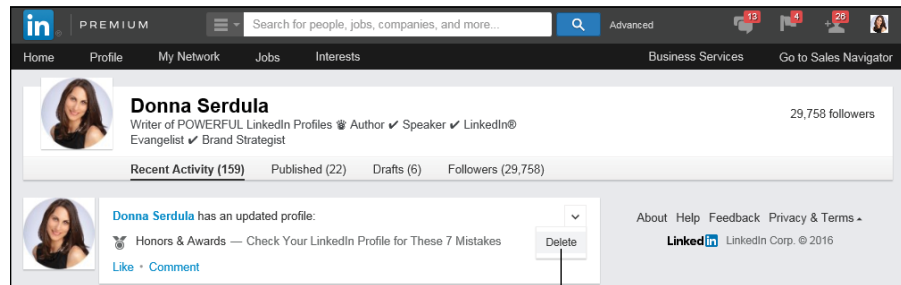 in PREMIUM Search for people, jobs, companies, and more... Advanced 13 4 26
Home Profile My Network Jobs Interests Business Services Go to Sales Navigator
Donna Serdula
29,758 followers
Writer of POWERFUL LinkedIn Profiles ♛ Author ✔ Speaker ✔ LinkedIn®
Evangelist ✔ Brand Strategist
Recent Activity (159) Published (22) Drafts (6) Followers (29,758)
Donna Serdula has an updated profile:
Honors & Awards — Check Your LinkedIn Profile for These 7 Mistakes
Delete
Like • Comment
About Help Feedback Privacy & Terms
Linked in LinkedIn Corp. © 2016